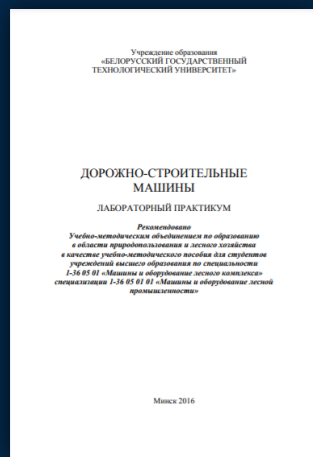 Учреждение образования
«БЕЛОРУССКИЙ ГОСУДАРСТВЕННЫЙ
ТЕХНОЛОГИЧЕСКИЙ УНИВЕРСИТЕТ»
ДОРОЖНО-СТРОИТЕЛЬНЫЕ
МАШИНЫ
ЛАБОРАТОРНЫЙ ПРАКТИКУМ
Рекомендовано
Учебно-методическим объединением по образованию
в области природопользования и лесного хозяйства
в качестве учебно-методического пособия для студентов
учреждений высшего образования по специальности
1-36 05 01 «Машины и оборудование лесного комплекса»
специализации 1-36 05 01 01 «Машины и оборудование лесной
промышленности»
Минск 2016